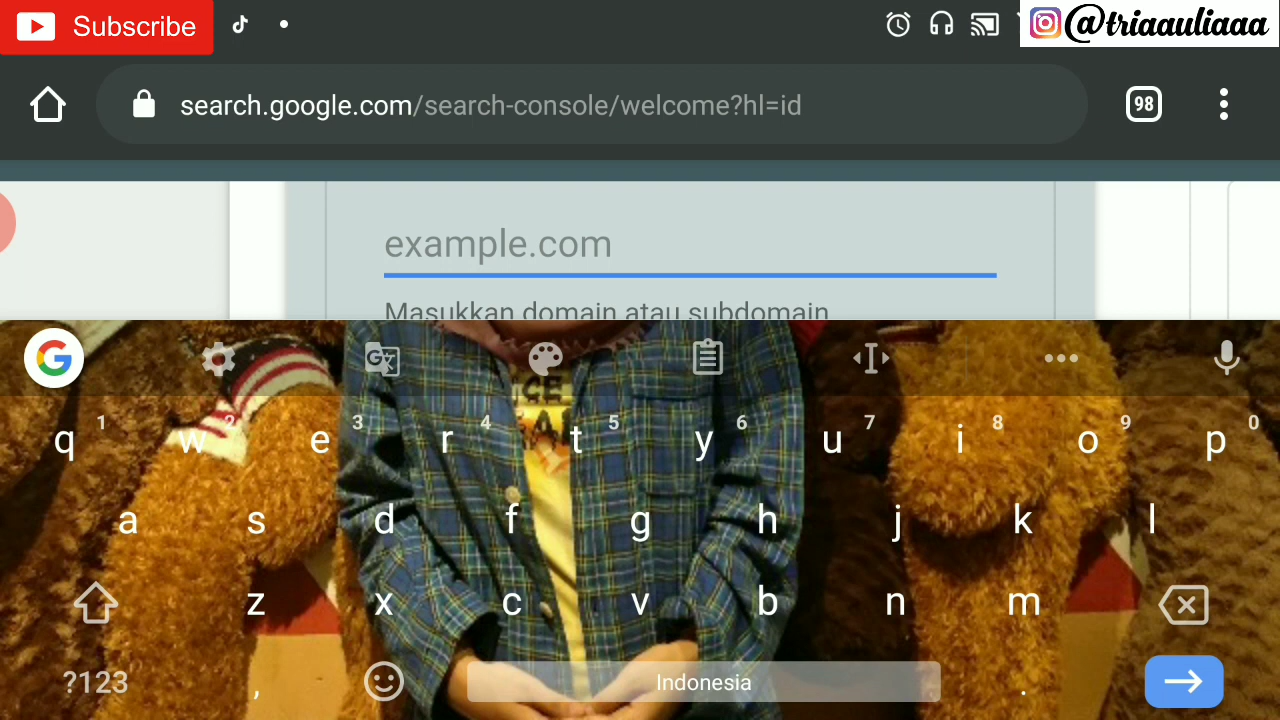 Subscribe
@triaauliaaa
search.google.com/search-console/welcome?hl=id
98
example.com
Masukkan domain atau subdomain
G
1 2 3 4 5 6 7 8 9 0
q w e r t y u i o p
a s d f g h j k l
z x c v b n m
?123 , Indonesia .